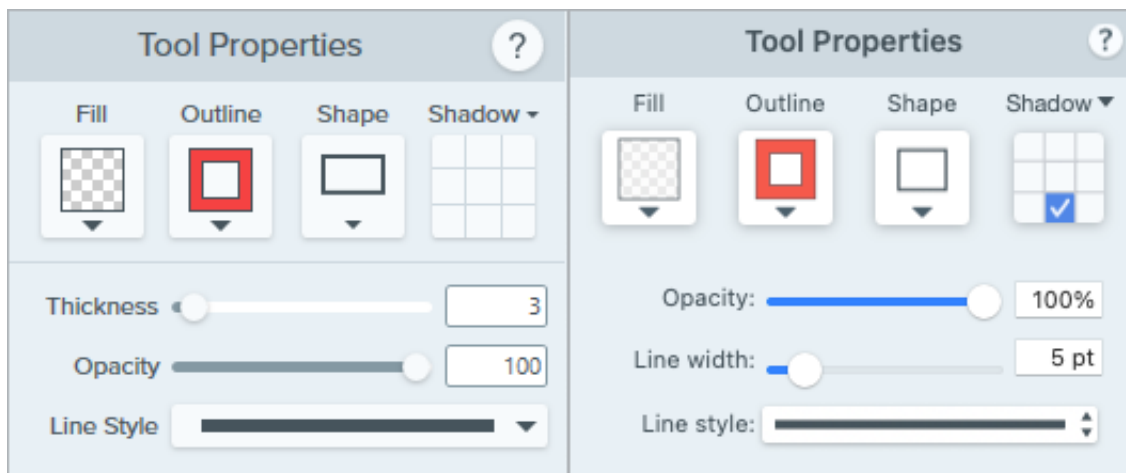 Tool Properties ?
Fill Outline Shape Shadow
Thickness 3
Opacity 100
Line Style
Tool Properties ?
Fill Outline Shape Shadow
Opacity: 100%
Line width: 5 pt
Line style: